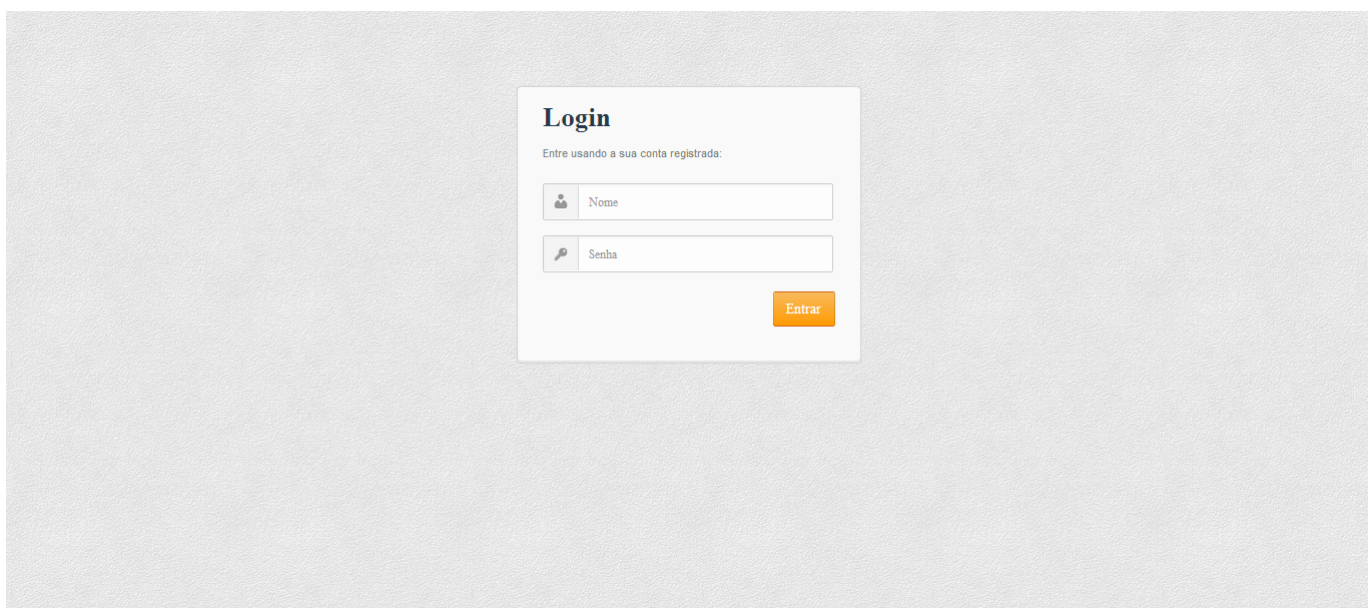 Login
Entre usando a sua conta registrada:
Nome
Senha
Entrar